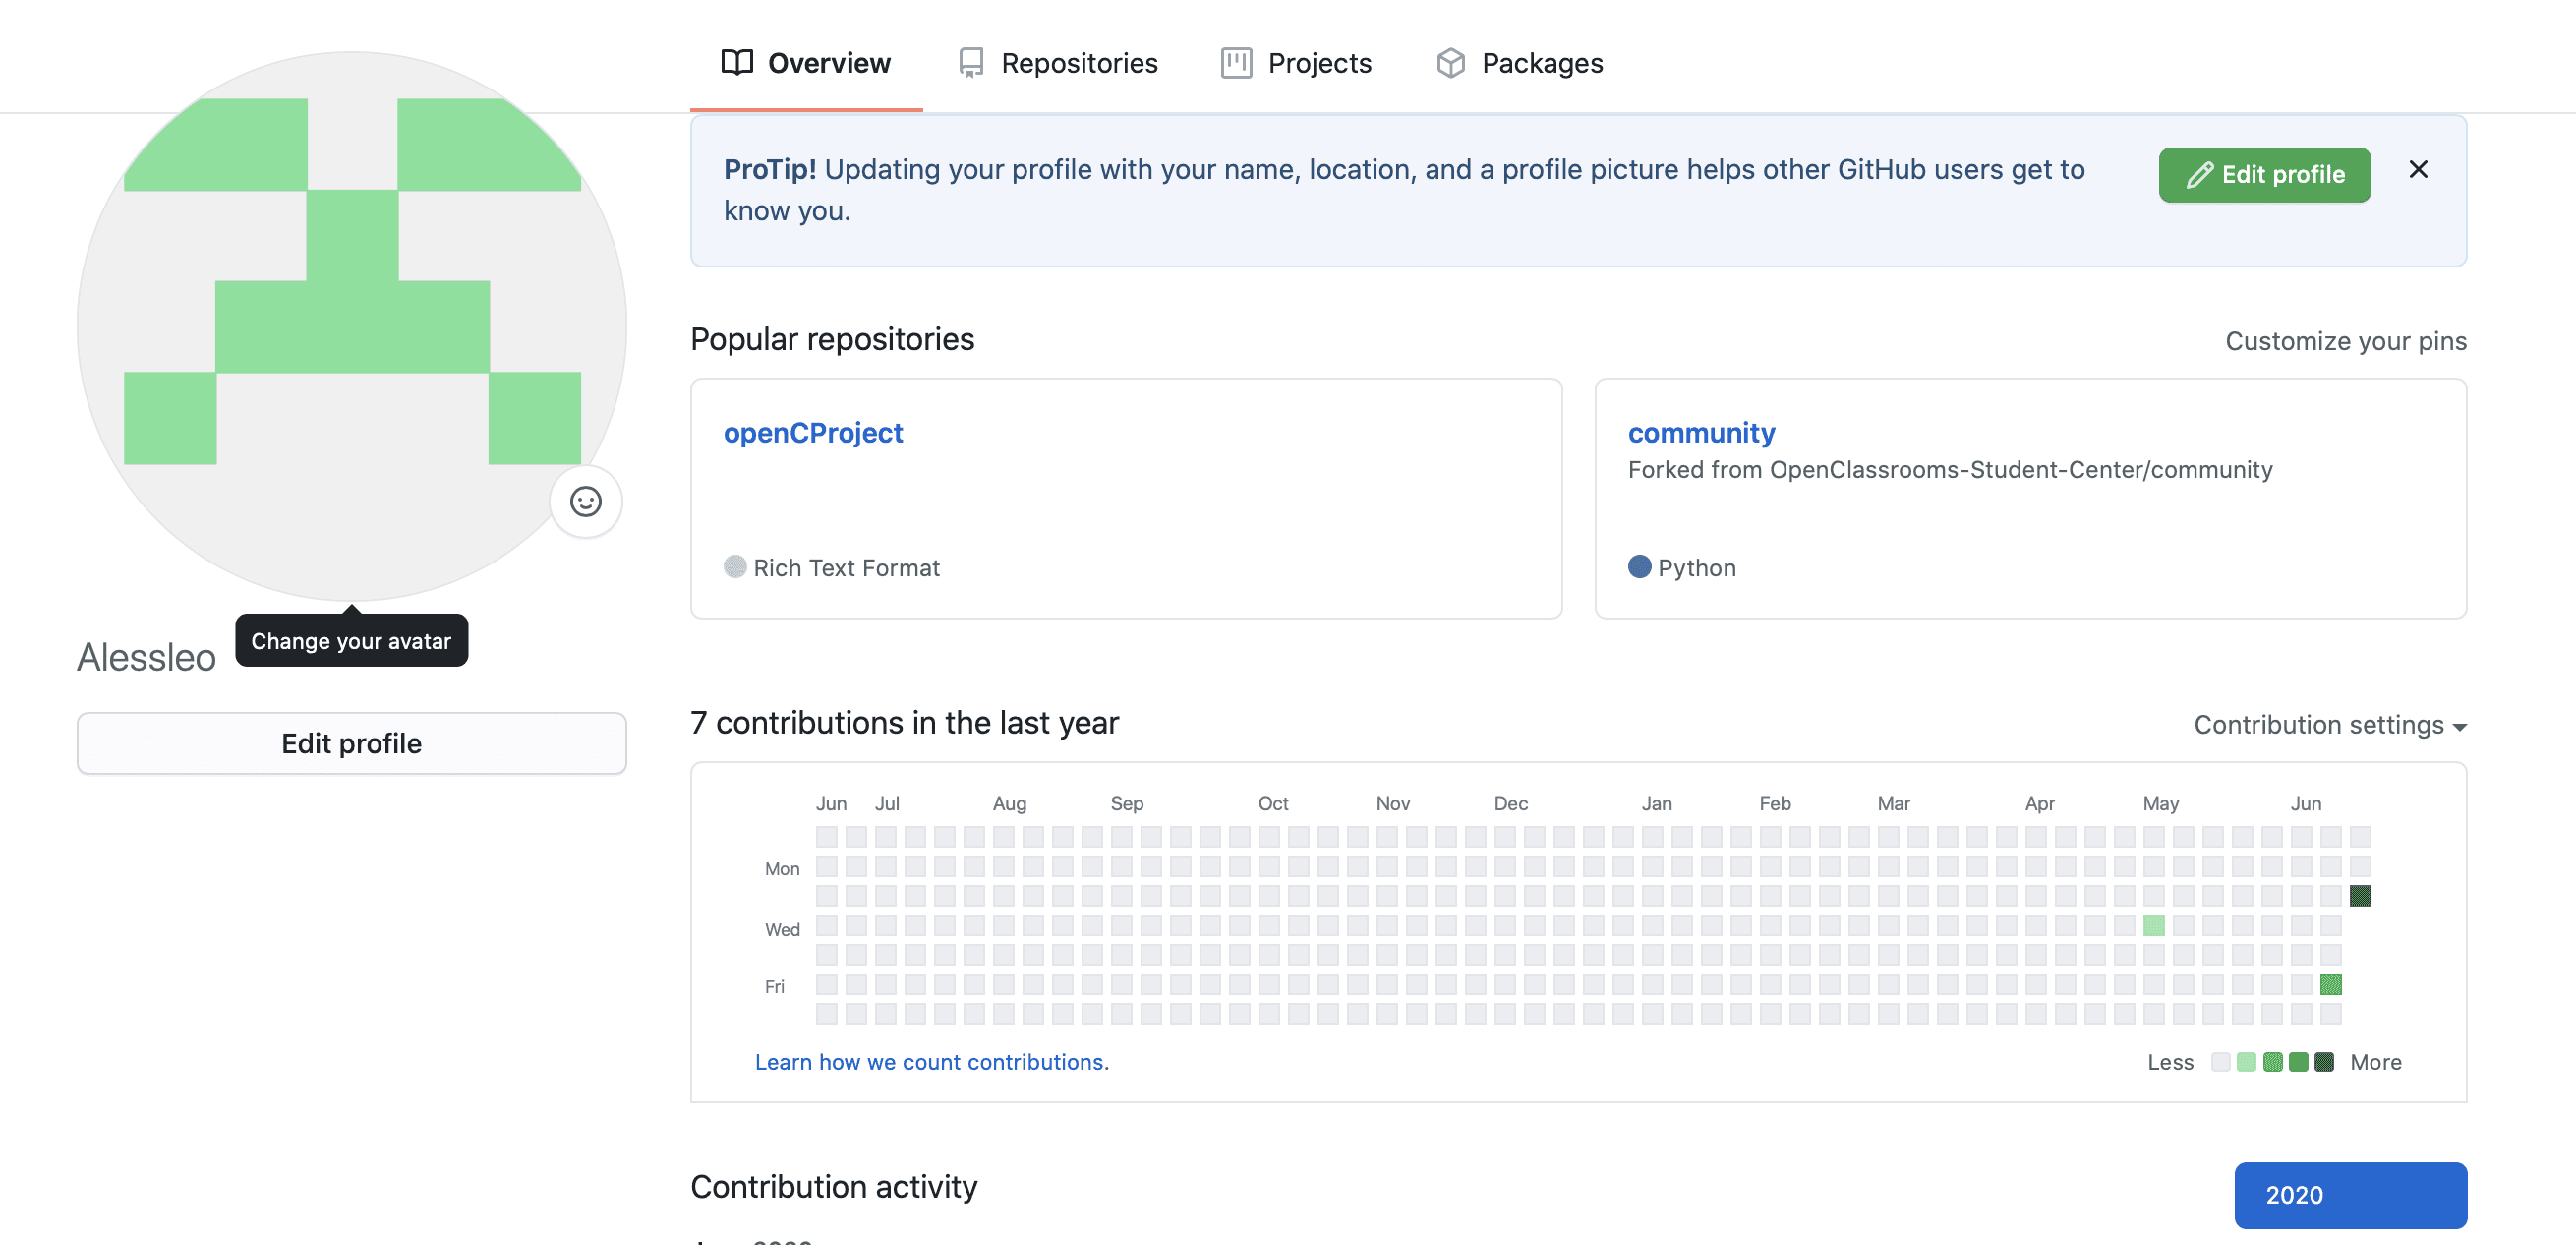 Overview Repositories Projects Packages
ProTip! Updating your profile with your name, location, and a profile picture helps other GitHub users get to
know you.
Edit profile
Popular repositories
Customize your pins
openCProject
Rich Text Format
community
Forked from OpenClassrooms-Student-Center/community
Python
Change your avatar
Alessleo
Edit profile
7 contributions in the last year
Contribution settings
Jun Jul Aug Sep Oct Nov Dec Jan Feb Mar Apr May Jun
Mon
Wed
Fri
Learn how we count contributions.
Less More
Contribution activity
2020